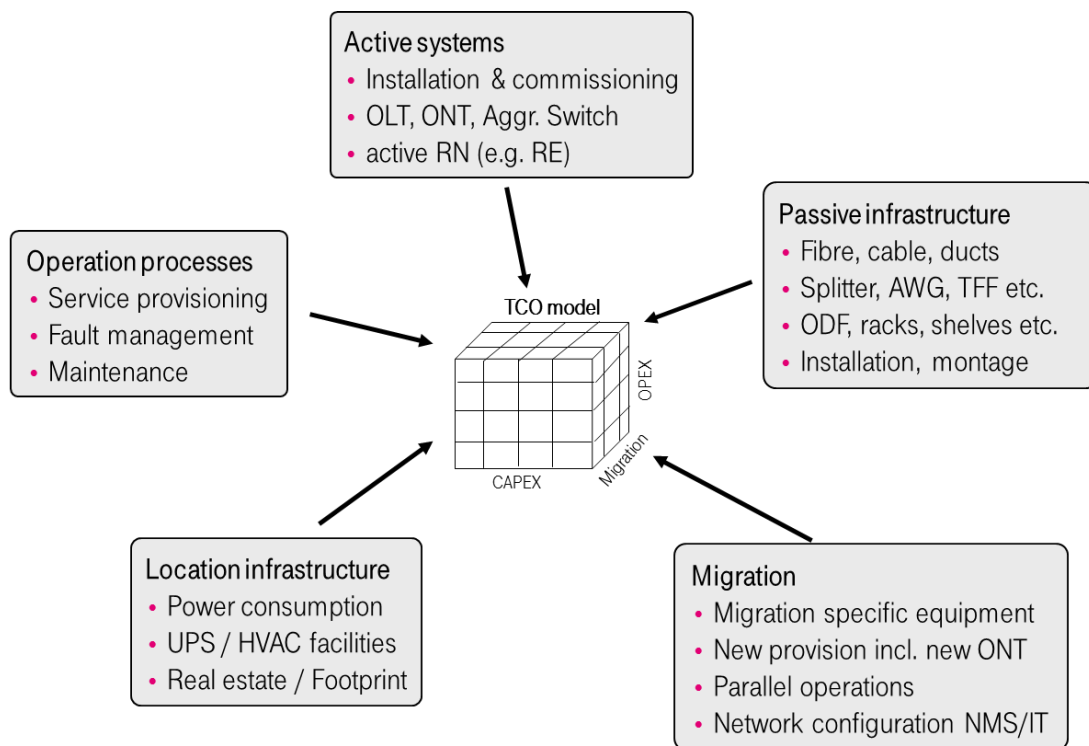 Active systems
• Installation & commissioning
• OLT, ONT, Aggr. Switch
• active RN (e.g. RE)
Passive infrastructure
• Fibre, cable, ducts
• Splitter, AWG, TFF etc.
• ODF, racks, shelves etc.
• Installation, montage
Operation processes
• Service provisioning
• Fault management
• Maintenance
TCO model
OPEX
Migration
CAPEX
Location infrastructure
• Power consumption
• UPS / HVAC facilities
• Real estate / Footprint
Migration
• Migration specific equipment
• New provision incl. new ONT
• Parallel operations
• Network configuration NMS/IT